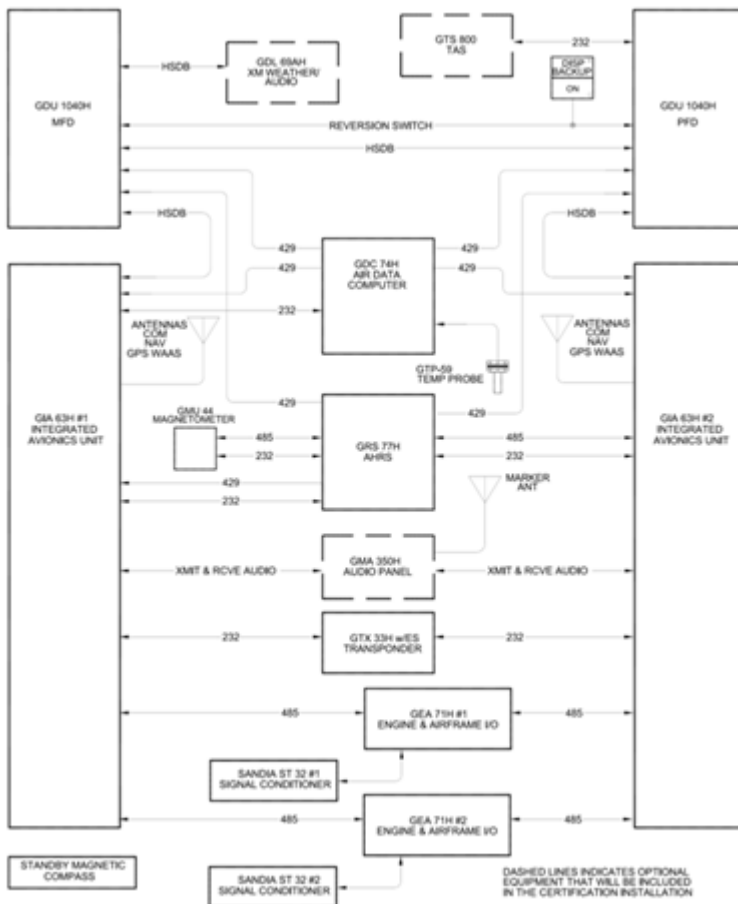 GTS 800
TAS
232
GDL 69AH
XM WEATHER/
AUDIO
HSDB
DISP
BACKUP
ON
GDU 1040H
MFD
GDU 1040H
PFD
REVERSION SWITCH
HSDB
HSDB
HSDB
429
429
429
429
GDC 74H
AIR DATA
COMPUTER
232
ANTENNAS
COM
NAV
GPS WAAS
ANTENNAS
COM
NAV
GPS WAAS
GTP-59
TEMP PROBE
429
429
GIA 63H #1
INTEGRATED
AVIONICS UNIT
GMU 44
MAGNETOMETER
485
232
GRS 77H
AHRS
485
232
GIA 63H #2
INTEGRATED
AVIONICS UNIT
429
232
MARKER
ANT
GMA 350H
AUDIO PANEL
XMIT & RCVE AUDIO
XMIT & RCVE AUDIO
GTX 33H w/ES
TRANSPONDER
232
232
GEA 71H #1
ENGINE & AIRFRAME I/O
485
485
SANDIA ST 32 #1
SIGNAL CONDITIONER
GEA 71H #2
ENGINE & AIRFRAME I/O
485
485
STANDBY MAGNETIC
COMPASS
SANDIA ST 32 #2
SIGNAL CONDITIONER
DASHED LINES INDICATES OPTIONAL
EQUIPMENT THAT WILL BE INCLUDED
IN THE CERTIFICATION INSTALLATION